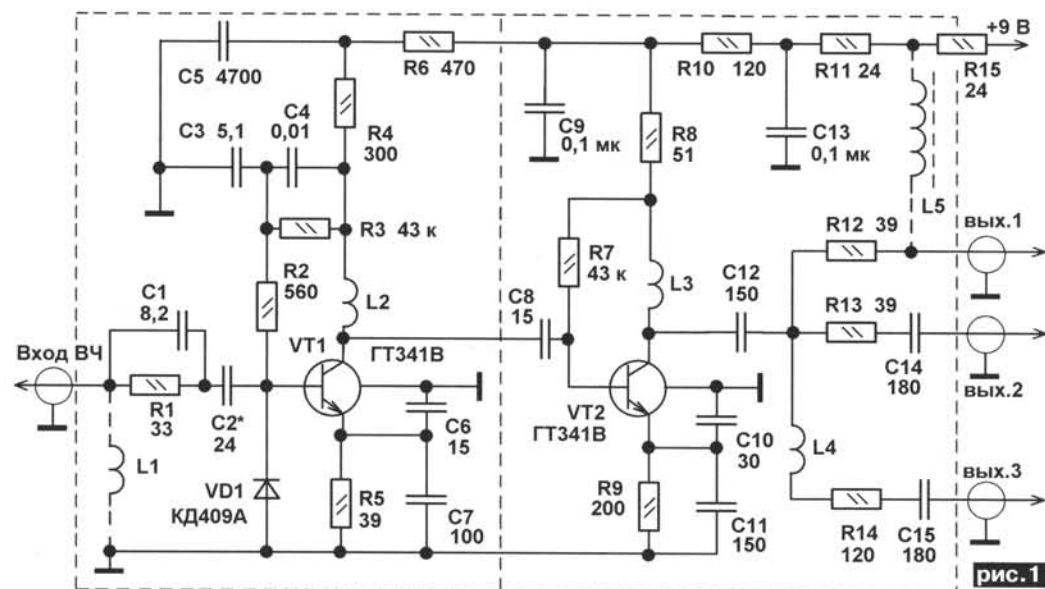 +9 В
C5 4700
R6 470
R10 120
R11 24
R15
24
C3 5,1
C4
0,01
R4
300
C9
0,1 мк
R8
51
C13
0,1 мк
L5
R3 43 к
R12 39
вых.1
R2
560
C1
8,2
L2
R7
43 к
L3
C12
150
R13 39
C8
15
Вход ВЧ
VT1
ГТ341В
C14
180
вых.2
R1
33
C2*
24
C6
15
VT2
ГТ341В
C10
30
L4
L1
VD1
КД409А
R5
39
C7
100
R9
200
C11
150
вых.3
R14
120
C15
180
рис.1